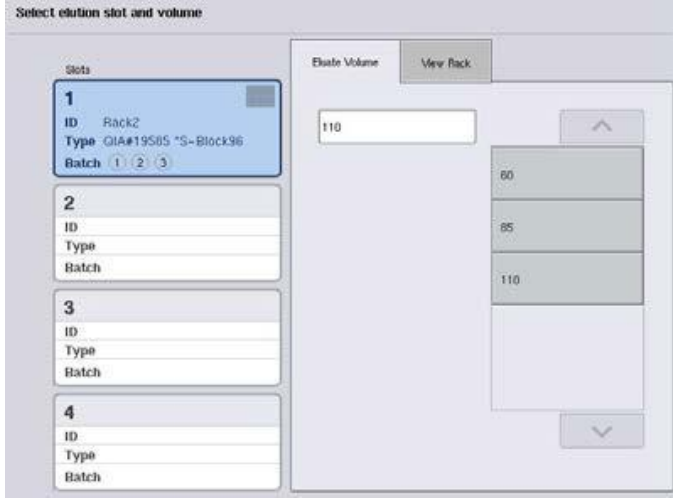 Select elution slot and volume
Slots
1
ID Rack2
Type QIA#19585 *S-Block96
Batch 1 2 3
2
ID
Type
Batch
3
ID
Type
Batch
4
ID
Type
Batch
Eluate Volume View Rack
110
60
85
110